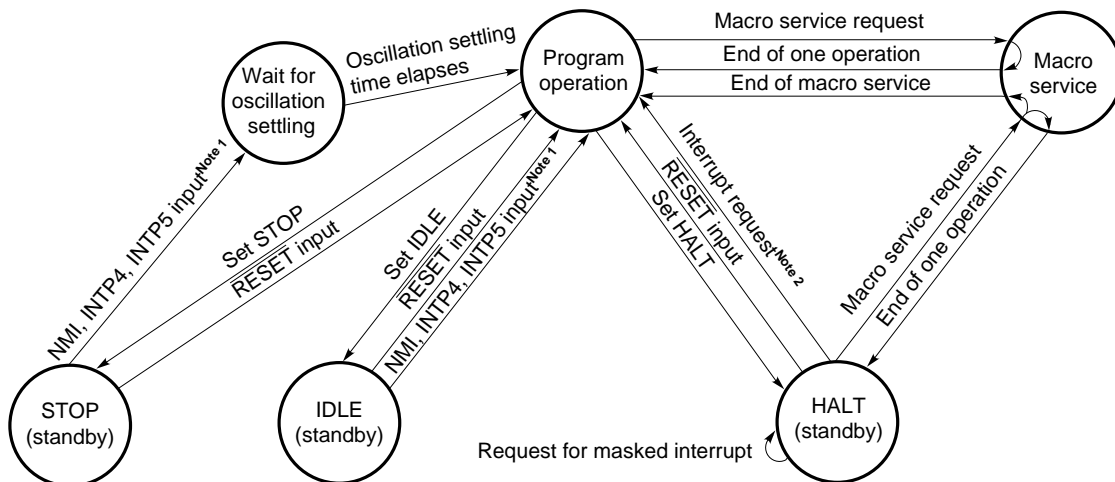 Macro service request
End of one operation
End of macro service
Oscillation settling
time elapses
Wait for
oscillation
settling
Program
operation
Macro
service
NMI, INTP4, INTP5 input Note 1
Set STOP
RESET input
Set IDLE
RESET input
NMI, INTP4, INTP5 input Note 1
Interrupt request Note 2
RESET input
Set HALT
Macro service request
End of one operation
STOP
(standby)
IDLE
(standby)
HALT
(standby)
Request for masked interrupt